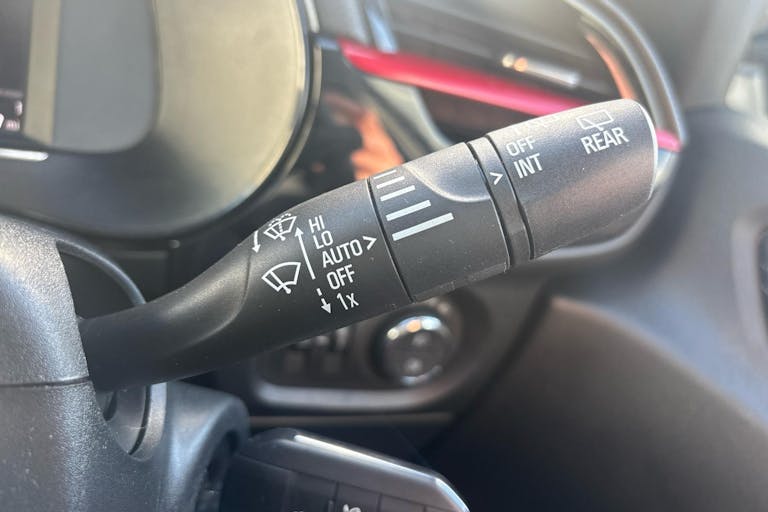 HI
LO
AUTO >
OFF
1x
>
OFF
INT
REAR